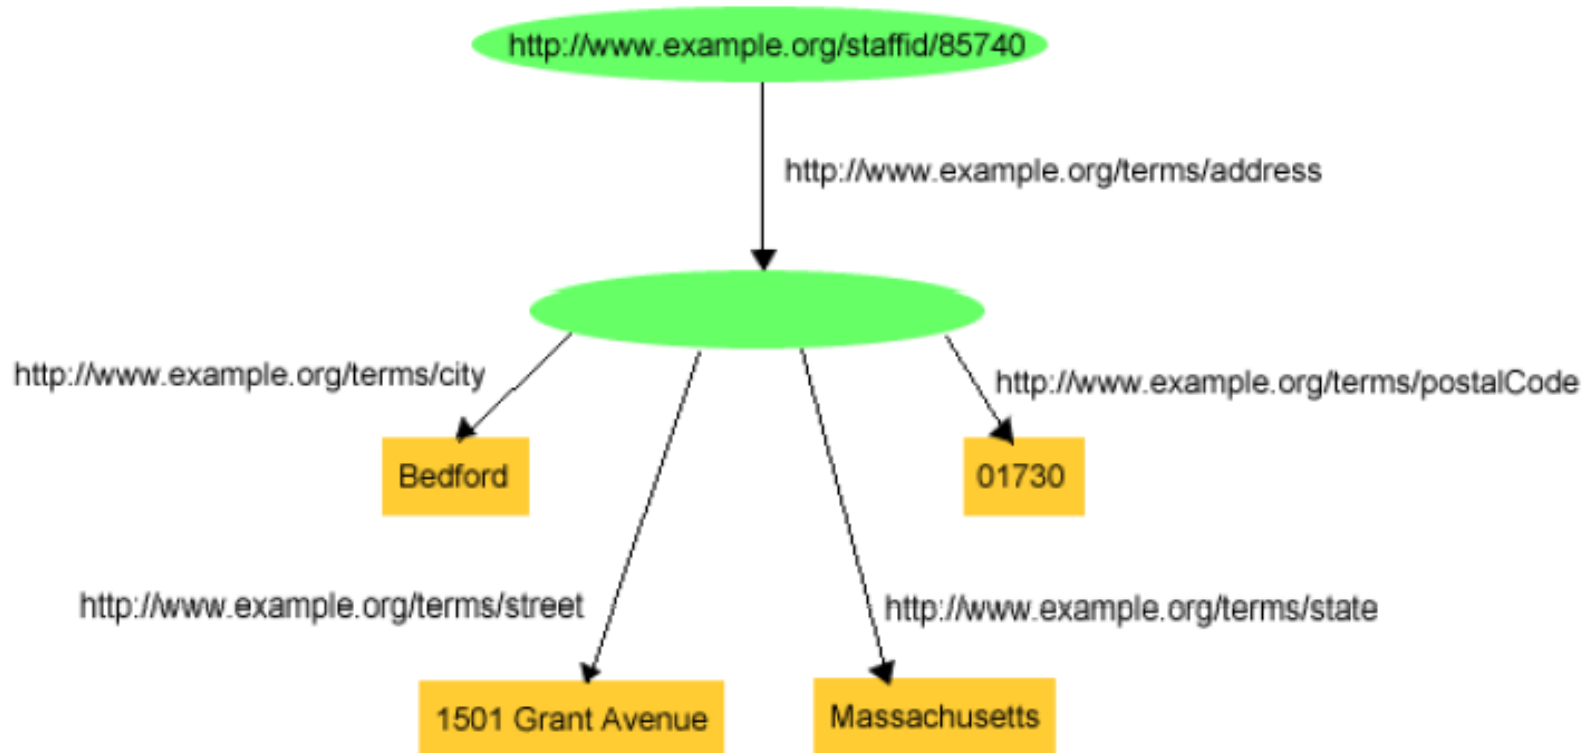 http://www.example.org/staffid/85740
http://www.example.org/terms/address
http://www.example.org/terms/city
http://www.example.org/terms/postalCode
Bedford
01730
http://www.example.org/terms/street
http://www.example.org/terms/state
1501 Grant Avenue
Massachusetts